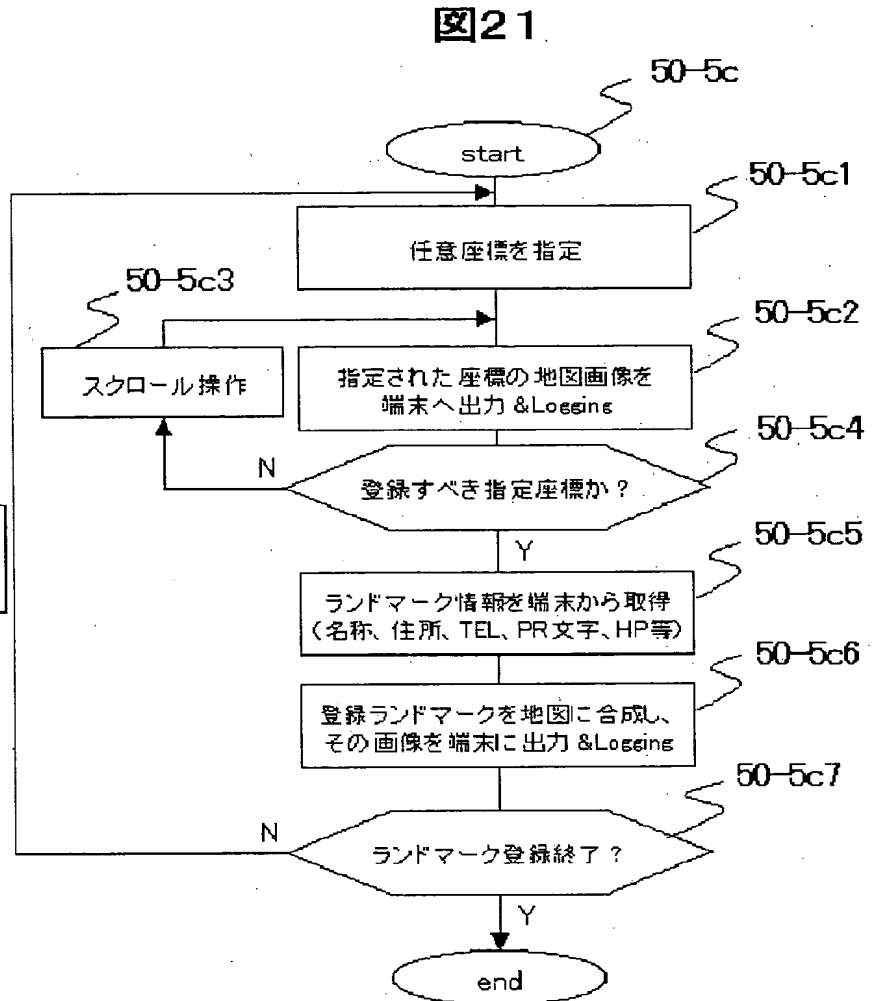 図21
50-5c
start
50-5c1
任意座標を指定
50-5c3
スクロール操作
50-5c2
指定された座標の地図画像を
端末へ出力 &Logging
50-5c4
N
登録すべき指定座標か?
Y
50-5c5
ランドマーク情報を端末から取得
(名称、住所、TEL、PR文字、HP等)
50-5c6
登録ランドマークを地図に合成し、
その画像を端末に出力 &Logging
50-5c7
N
ランドマーク登録終了?
Y
end